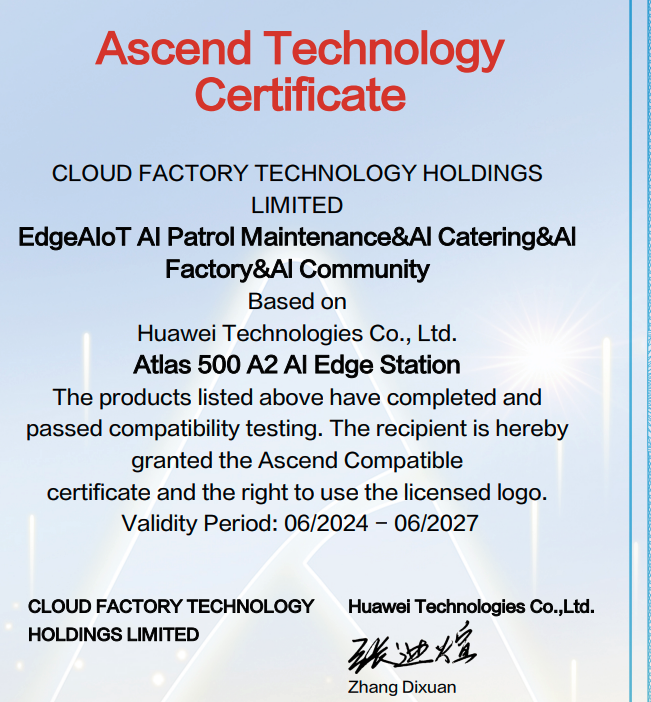 Ascend Technology
Certificate
CLOUD FACTORY TECHNOLOGY HOLDINGS
LIMITED
EdgeAIoT AI Patrol Maintenance&AI Catering&AI
Factory&AI Community
Based on
Huawei Technologies Co., Ltd.
Atlas 500 A2 AI Edge Station
The products listed above have completed and
passed compatibility testing. The recipient is hereby
granted the Ascend Compatible
certificate and the right to use the licensed logo.
Validity Period: 06/2024 – 06/2027
CLOUD FACTORY TECHNOLOGY
HOLDINGS LIMITED
Huawei Technologies Co.,Ltd.
张迪煊
Zhang Dixuan